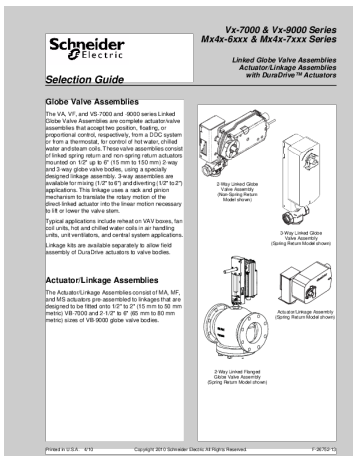 Vx-7000 & Vx-9000 Series
Mx4x-6xxx & Mx4x-7xxx Series
Schneider
Electric
Linked Globe Valve Assemblies
Actuator/Linkage Assemblies
with DuraDrive™ Actuators
Selection Guide
Globe Valve Assemblies
The VA, VF, and VS-7000 and -9000 series Linked
Globe Valve Assemblies are complete actuator/valve
assemblies that accept two position, floating, or
proportional control, respectively, from a DDC system
or from a thermostat, for control of hot water, chilled
water and steam coils. These valve assemblies consist
of linked spring return and non spring return actuators
mounted on 1/2" up to 6" (15 mm to 150 mm) 2-way
and 3-way globe valve bodies, using a specially
designed linkage assembly. 3-way assemblies are
available for mixing (1/2" to 6") and diverting (1/2" to 2")
applications. This linkage uses a rack and pinion
mechanism to translate the rotary motion of the
direct-linked actuator into the linear motion necessary
to lift or lower the valve stem.
Typical applications include reheat on VAV boxes, fan
coil units, hot and chilled water coils in air handling
units, unit ventilators, and central system applications.
Linkage kits are available separately to allow field
assembly of DuraDrive actuators to valve bodies.
Actuator/Linkage Assemblies
The Actuator/Linkage Assemblies consist of MA, MF,
and MS actuators pre-assembled to linkages that are
designed to be fitted onto 1/2" to 2" (15 mm to 50 mm
metric) VB-7000 and 2-1/2" to 6" (65 mm to 80 mm
metric) sizes of VB-9000 globe valve bodies.
2-Way Linked Globe
Valve Assembly
(Non-Spring Return
Model shown)
3-Way Linked Globe
Valve Assembly
(Spring Return Model shown)
Actuator/Linkage Assembly
(Spring Return Model shown)
2-Way Linked Flanged
Globe Valve Assembly
(Spring Return Model shown)
Printed in U.S.A. 4/10 Copyright 2010 Schneider Electric All Rights Reserved. F-26752-13